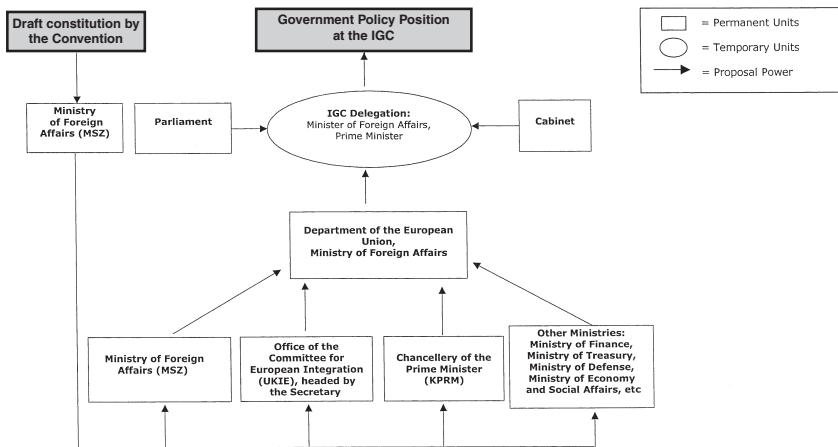 Draft constitution by
the Convention
Government Policy Position
at the IGC
= Permanent Units
= Temporary Units
= Proposal Power
Ministry
of Foreign
Affairs (MSZ)
Parliament
IGC Delegation:
Minister of Foreign Affairs,
Prime Minister
Cabinet
Department of the European
Union,
Ministry of Foreign Affairs
Ministry of Foreign
Affairs (MSZ)
Office of the
Committee for
European Integration
(UKIE), headed by
the Secretary
Chancellery of the
Prime Minister
(KPRM)
Other Ministries:
Ministry of Finance,
Ministry of Treasury,
Ministry of Defense,
Ministry of Economy
and Social Affairs, etc